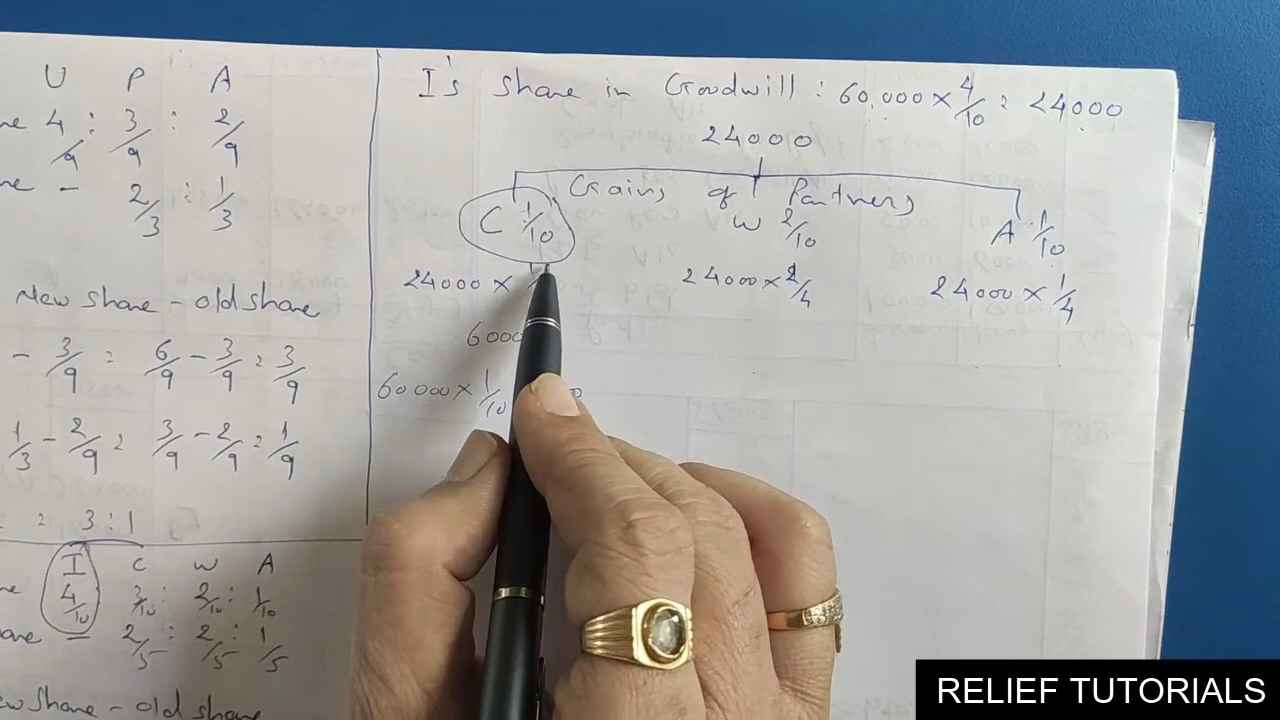 U P A
4/9 : 3/9 : 2/9
- 2/3 : 1/3
New share - old share
- 3/9 = 6/9 - 3/9 = 3/9
1/3 - 2/9 = 3/9 - 2/9 = 1/9
= 3:1
I C W A
4/10 3/10 : 2/10 : 1/10
- 2/5 : 2/5 : 1/5
New share - old share
I's share in Goodwill : 60,000 × 4/10 = 24000
24000
Gains of Partners
C 1/10 W 2/10 A 1/10
24000 × 24000 × 2/4 24000 × 1/4
6000
60000 × 1/10
RELIEF TUTORIALS